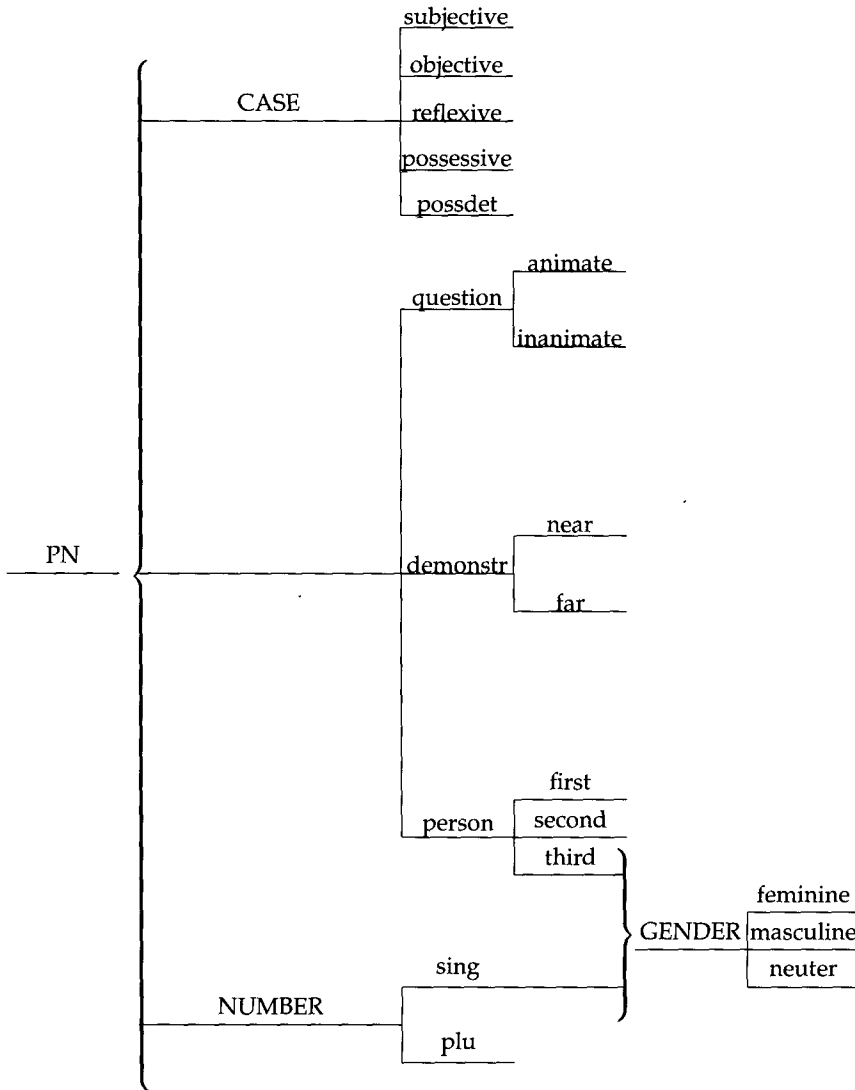 subjective
objective
CASE
reflexive
possessive
possdet
animate
question
inanimate
near
PN
demonstr
far
first
person
second
third
feminine
GENDER
masculine
neuter
sing
NUMBER
plu